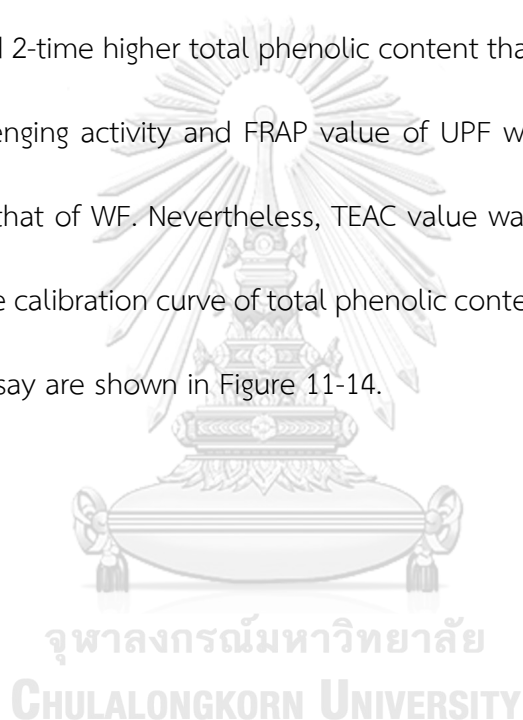 2-time higher total phenolic content tha
enging activity and FRAP value of UPF w
that of WF. Nevertheless, TEAC value wa
e calibration curve of total phenolic conte
say are shown in Figure 11-14.
จุฬาลงกรณ์มหาวิทยาลัย
CHULALONGKORN UNIVERSITY